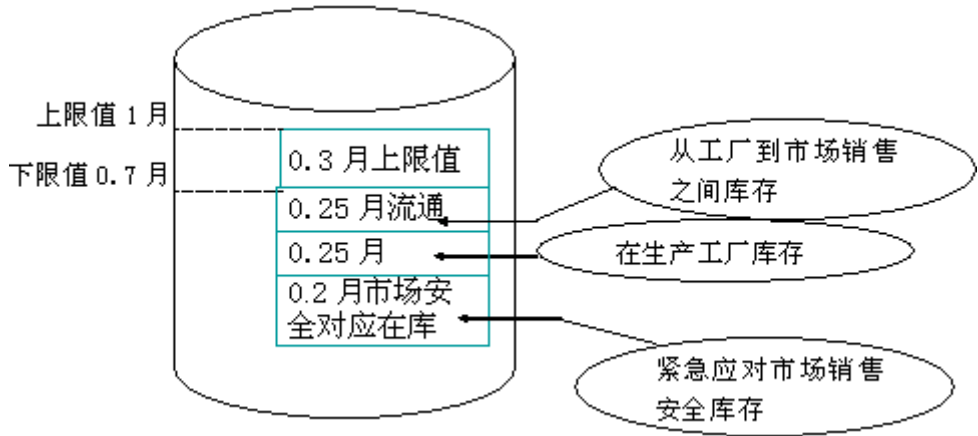 上限值 1 月
下限值 0.7 月
0.3 月上限值
0.25 月流通
0.25 月
0.2 月市场安
全对应在库
从工厂到市场销售
之间库存
在生产工厂库存
紧急应对市场销售
安全库存